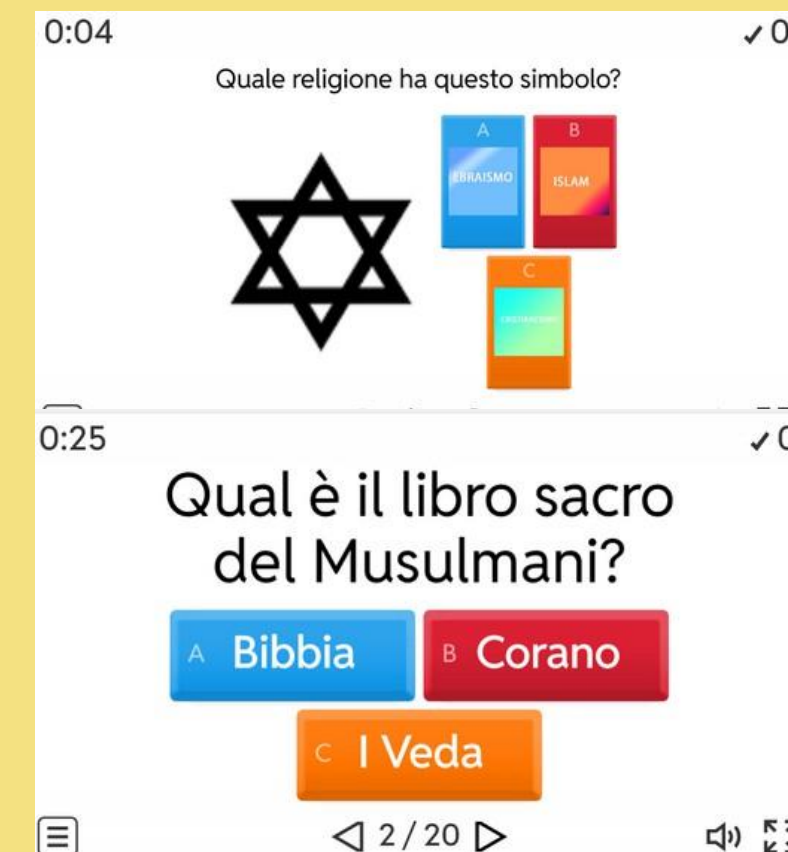 0:04
✓ 0
Quale religione ha questo simbolo?
A
B
EBRAISMO
ISLAM
C
0:25
✓ 0
Qual è il libro sacro
del Musulmani?
A Bibbia
B Corano
C I Veda
2 / 20